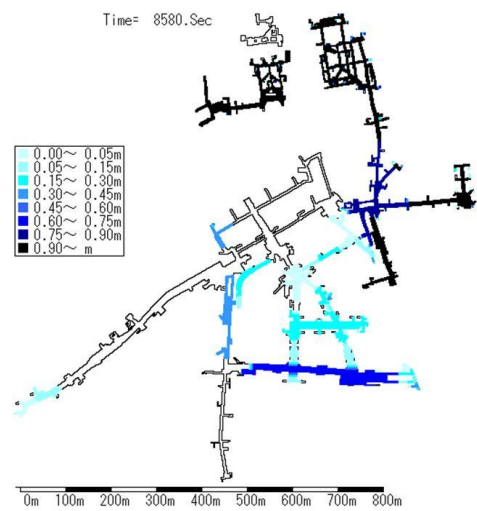 Time= 8580.Sec
0.00～ 0.05m
0.05～ 0.15m
0.15～ 0.30m
0.30～ 0.45m
0.45～ 0.60m
0.60～ 0.75m
0.75～ 0.90m
0.90～ m
0m 100m 200m 300m 400m 500m 600m 700m 800m